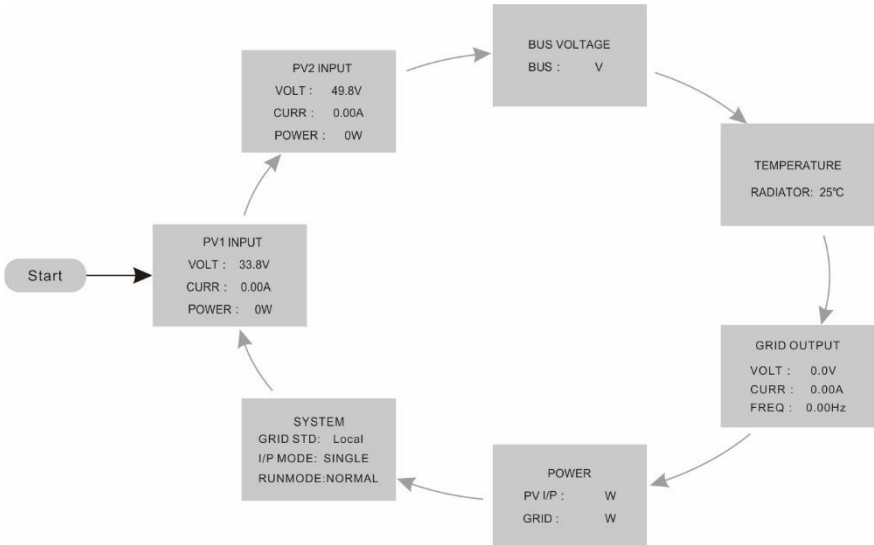 Start
PV1 INPUT
VOLT : 33.8V
CURR : 0.00A
POWER : 0W
PV2 INPUT
VOLT : 49.8V
CURR : 0.00A
POWER : 0W
BUS VOLTAGE
BUS : V
TEMPERATURE
RADIATOR: 25℃
GRID OUTPUT
VOLT : 0.0V
CURR : 0.00A
FREQ : 0.00Hz
POWER
PV I/P : W
GRID : W
SYSTEM
GRID STD: Local
I/P MODE: SINGLE
RUNMODE:NORMAL